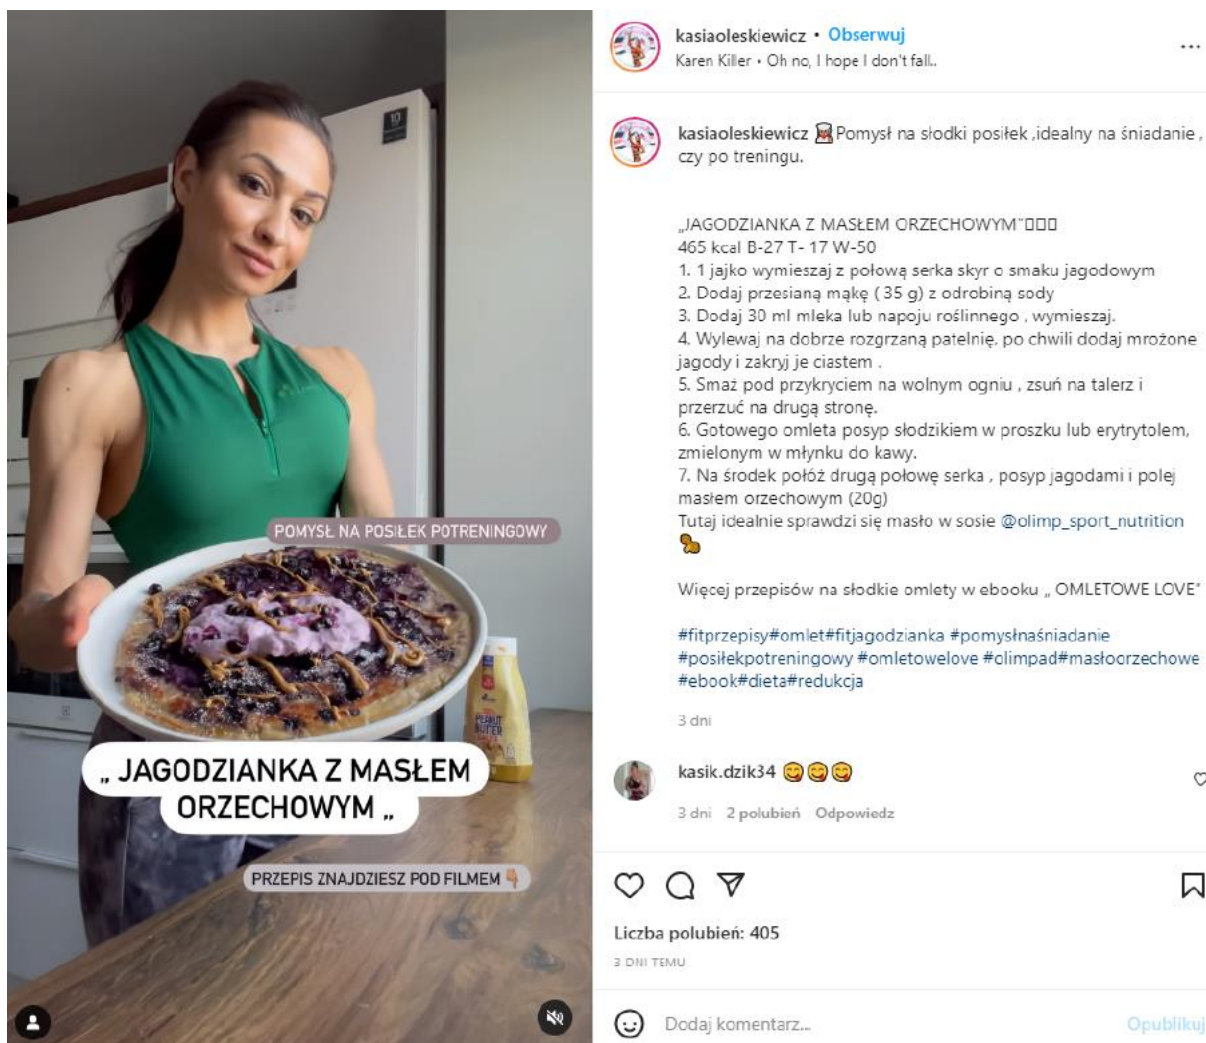 10
POMYSŁ NA POSIŁEK POTRENINGOWY
PEANUT
BUTTER
„ JAGODZIANKA Z MASŁEM
ORZECHOWYM „
PRZEPIS ZNAJDZIESZ POD FILMEM
kasiaoleskiewicz • Obserwuj
Karen Killer • Oh no, I hope I don't fall..
kasiaoleskiewicz Pomysł na słodki posiłek ,idealny na śniadanie ,
czy po treningu.
„JAGODZIANKA Z MASŁEM ORZECHOWYM"
465 kcal B-27 T- 17 W-50
1. 1 jajko wymieszaj z połową serka skyr o smaku jagodowym
2. Dodaj przesianą mąkę ( 35 g) z odrobiną sody
3. Dodaj 30 ml mleka lub napoju roślinnego , wymieszaj.
4. Wylewaj na dobrze rozgrzaną patelnię, po chwili dodaj mrożone
jagody i zakryj je ciastem .
5. Smaż pod przykryciem na wolnym ogniu , zsuń na talerz i
przerzuć na drugą stronę.
6. Gotowego omleta posyp słodzikiem w proszku lub erytrytolem,
zmielonym w młynku do kawy.
7. Na środek połóż drugą połowę serka , posyp jagodami i polej
masłem orzechowym (20g)
Tutaj idealnie sprawdzi się masło w sosie @olimp_sport_nutrition
Więcej przepisów na słodkie omlety w ebooku „ OMLETOWE LOVE"
#fitprzepisy#omlet#fitjagodzianka #pomysłnaśniadanie
#posiłekpotreningowy #omletowelove #olimpad#masłoorzechowe
#ebook#dieta#redukcja
3 dni
kasik.dzik34
3 dni 2 polubień Odpowiedz
Liczba polubień: 405
3 DNI TEMU
Dodaj komentarz... Opublikuj